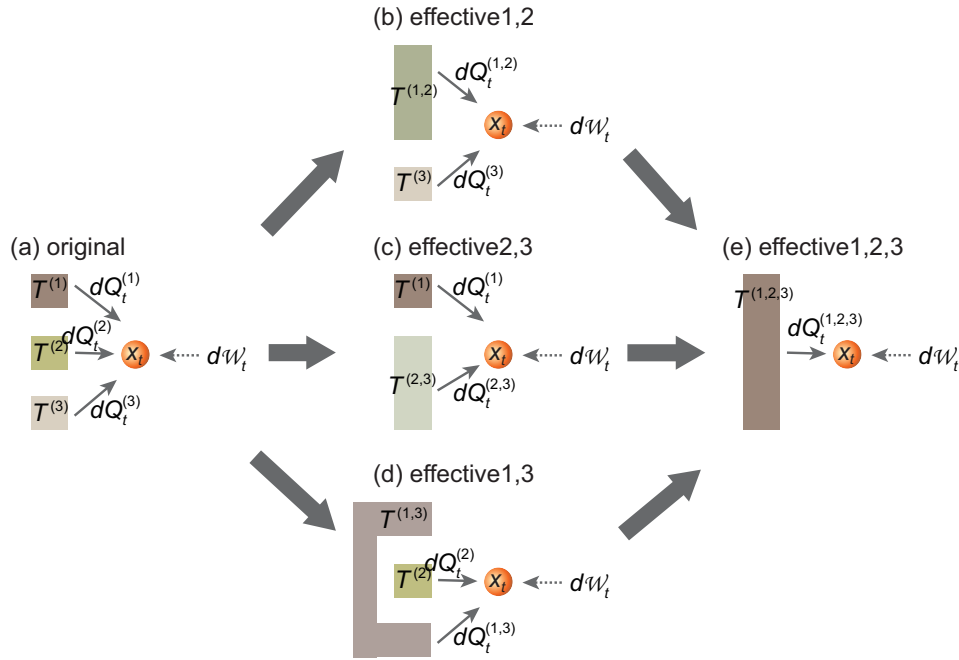 (b) effective1,2
T^(1,2) dQ_t^(1,2)
x_t d𝒲_t
T^(3) dQ_t^(3)
(a) original
T^(1) dQ_t^(1)
T^(2) dQ_t^(2) x_t d𝒲_t
T^(3) dQ_t^(3)
(c) effective2,3
T^(1) dQ_t^(1)
x_t d𝒲_t
T^(2,3) dQ_t^(2,3)
(d) effective1,3
T^(1,3)
T^(2) dQ_t^(2) x_t d𝒲_t
dQ_t^(1,3)
(e) effective1,2,3
T^(1,2,3)
dQ_t^(1,2,3) x_t d𝒲_t